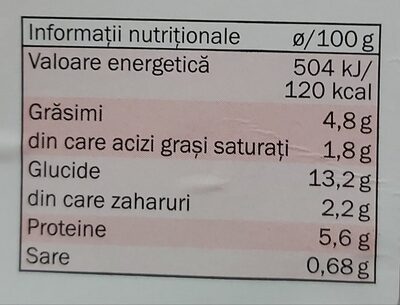 Informații nutriționale ø/100 g
Valoare energetică 504 kJ/
120 kcal
Grăsimi 4,8 g
din care acizi grași saturați 1,8 g
Glucide 13,2 g
din care zaharuri 2,2 g
Proteine 5,6 g
Sare 0,68 g